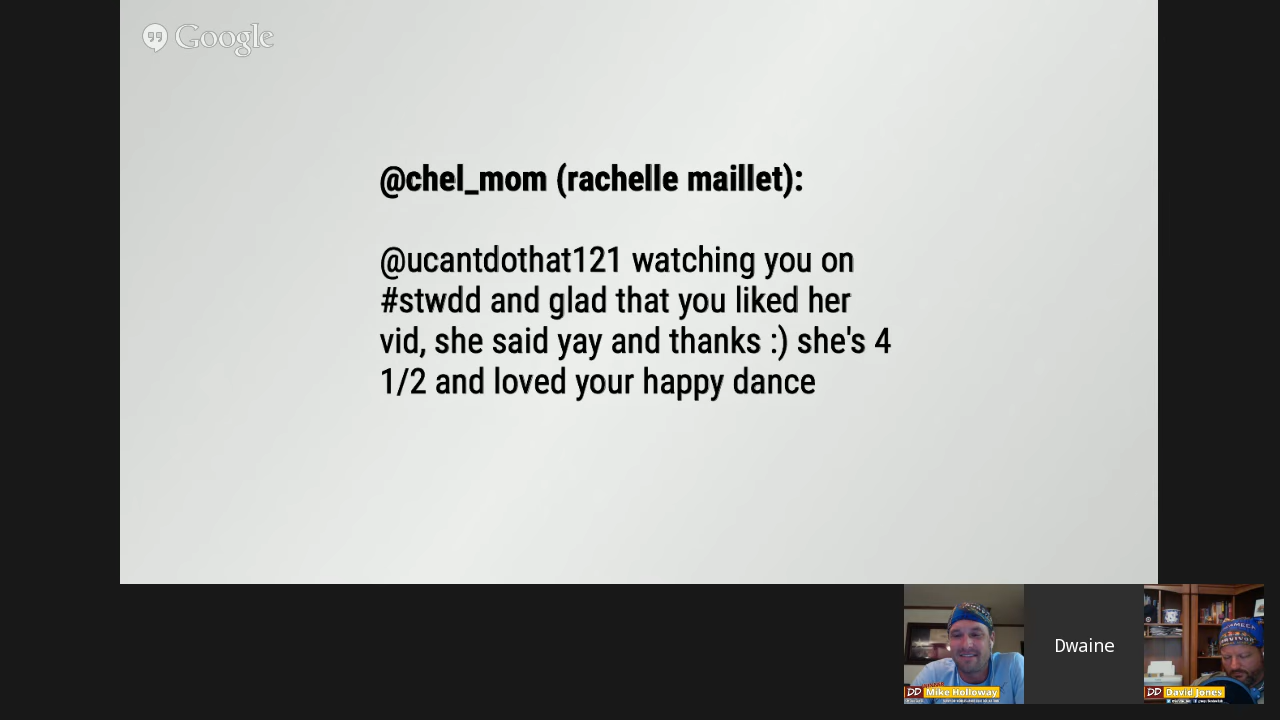 Google
@chel_mom (rachelle maillet):
@ucantdothat121 watching you on
#stwdd and glad that you liked her
vid, she said yay and thanks :) she's 4
1/2 and loved your happy dance
Dwaine
DD Mike Holloway
DD David Jones